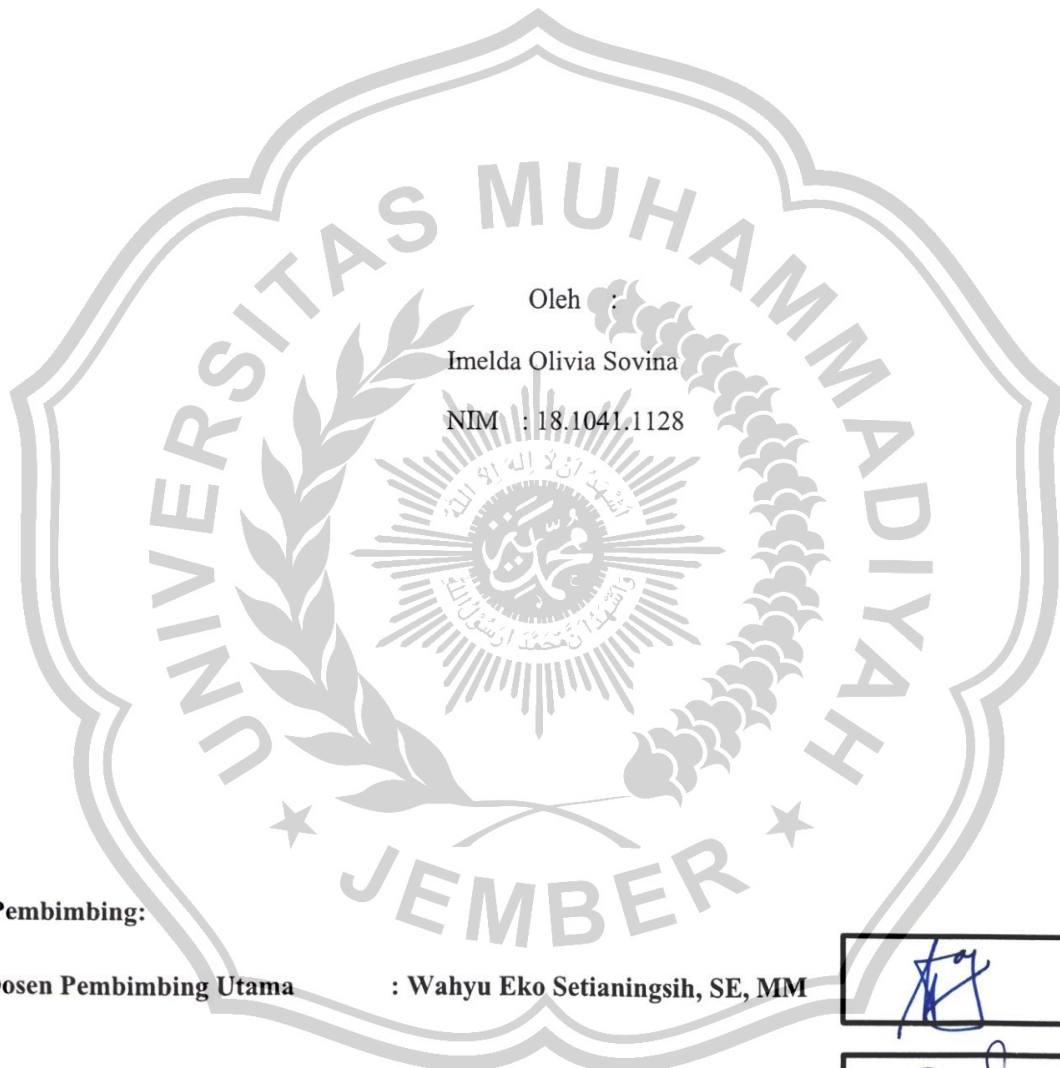 UNIVERSITAS MUHAMMADIYAH
Oleh :
Imelda Olivia Sovina
NIM : 18.1041.1128
JEMBER
Pembimbing:
osen Pembimbing Utama : Wahyu Eko Setianingsih, SE, MM